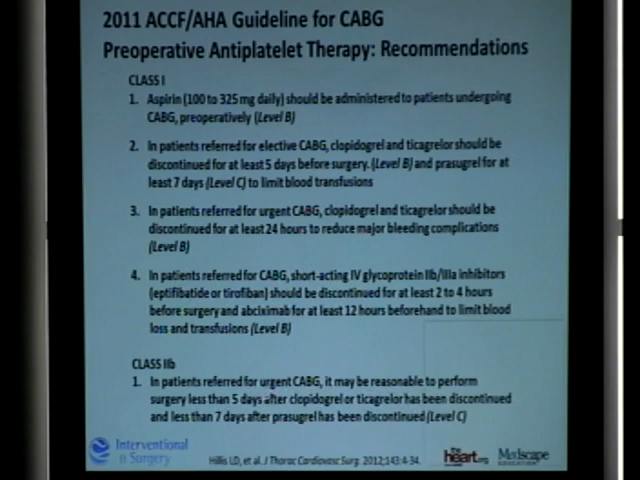 2011 ACCF/AHA Guideline for CABG
Preoperative Antiplatelet Therapy: Recommendations
CLASS I
1. Aspirin (100 to 325 mg daily) should be administered to patients undergoing
CABG, preoperatively (Level B)
2. In patients referred for elective CABG, clopidogrel and ticagrelor should be
discontinued for at least 5 days before surgery. (Level B) and prasugrel for at
least 7 days (Level C) to limit blood transfusions
3. In patients referred for urgent CABG, clopidogrel and ticagrelor should be
discontinued for at least 24 hours to reduce major bleeding complications
(Level B)
4. In patients referred for CABG, short-acting IV glycoprotein IIb/IIIa inhibitors
(eptifibatide or tirofiban) should be discontinued for at least 2 to 4 hours
before surgery and abciximab for at least 12 hours beforehand to limit blood
loss and transfusions (Level B)
CLASS IIb
1. In patients referred for urgent CABG, it may be reasonable to perform
surgery less than 5 days after clopidogrel or ticagrelor has been discontinued
and less than 7 days after prasugrel has been discontinued (Level C)
Interventional
n Surgery
Hillis LD, et al. J Thorac Cardiovasc Surg. 2012;143:4-34.
the
heart.org
Medscape
EDUCATION